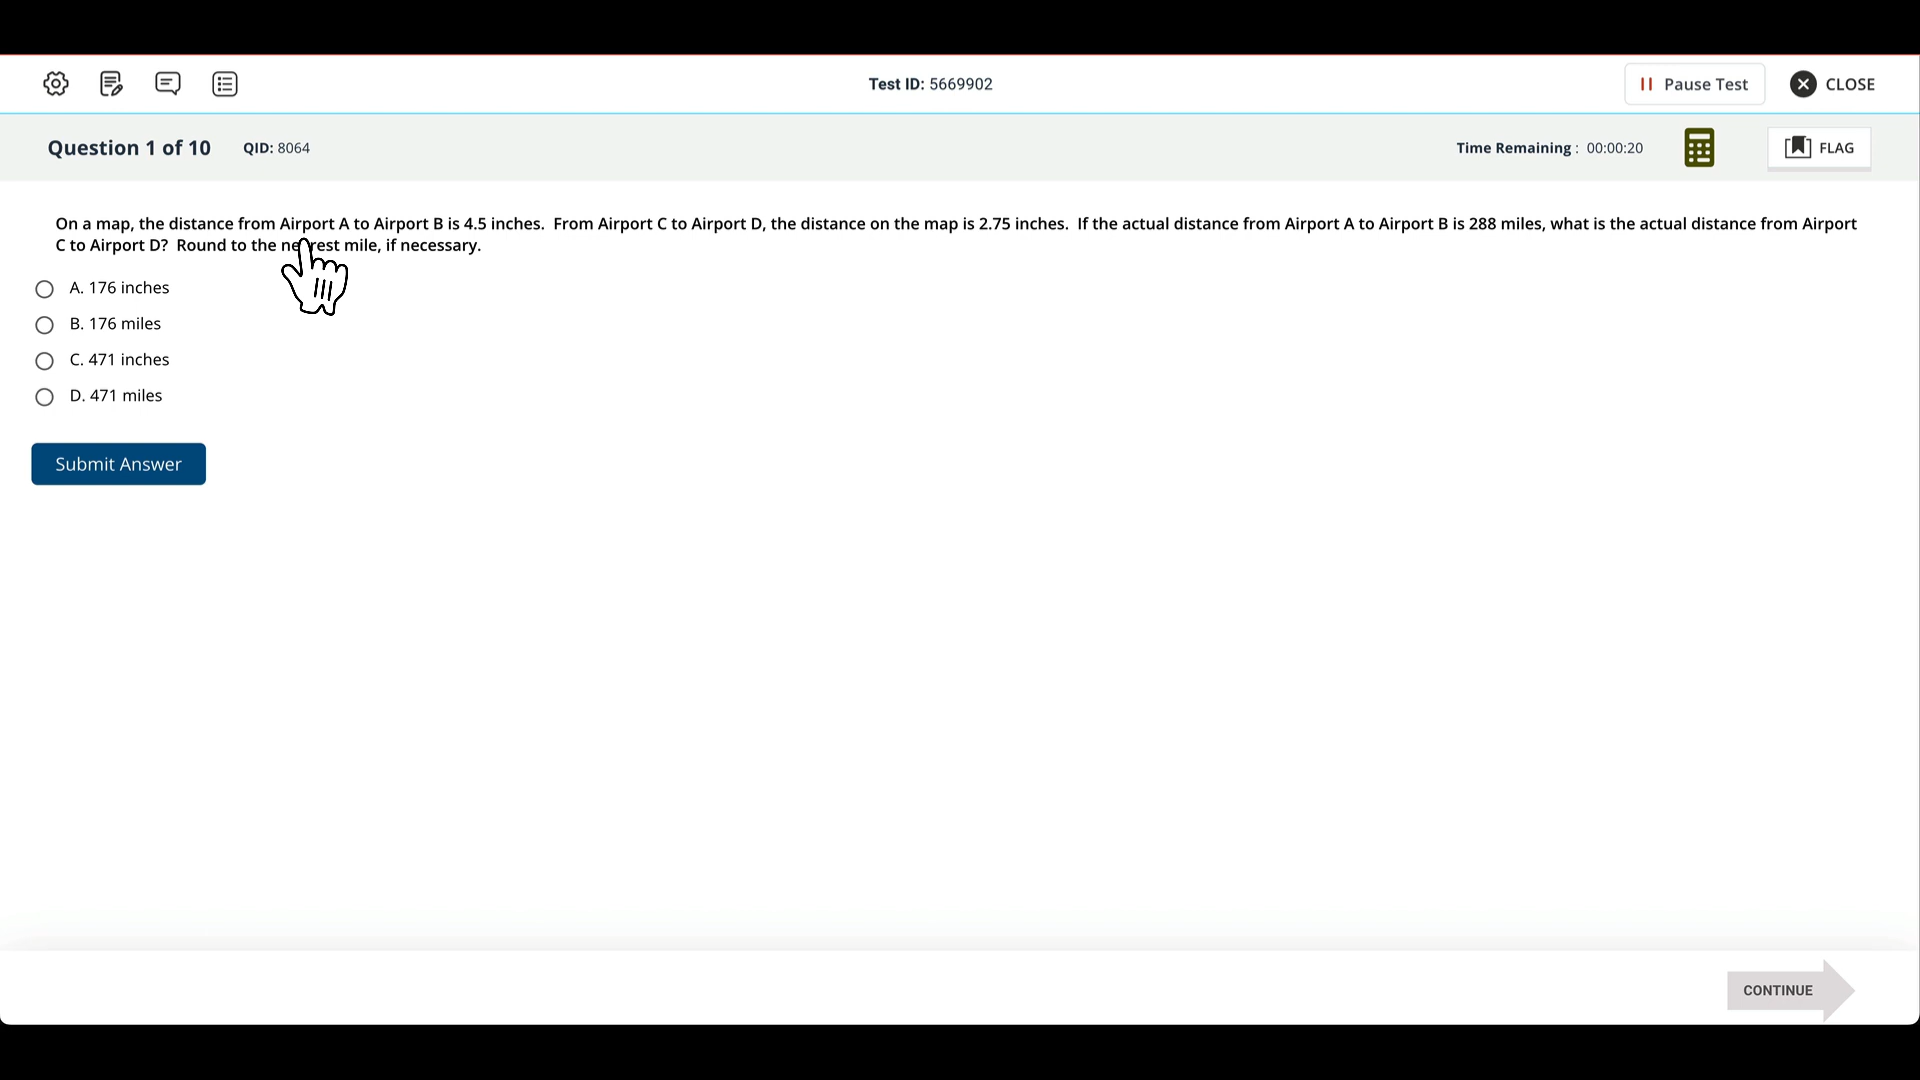 Test ID: 5669902
Pause Test
CLOSE
Question 1 of 10
QID: 8064
Time Remaining : 00:00:20
FLAG
On a map, the distance from Airport A to Airport B is 4.5 inches. From Airport C to Airport D, the distance on the map is 2.75 inches. If the actual distance from Airport A to Airport B is 288 miles, what is the actual distance from Airport
C to Airport D? Round to the nearest mile, if necessary.
A. 176 inches
B. 176 miles
C. 471 inches
D. 471 miles
Submit Answer
CONTINUE